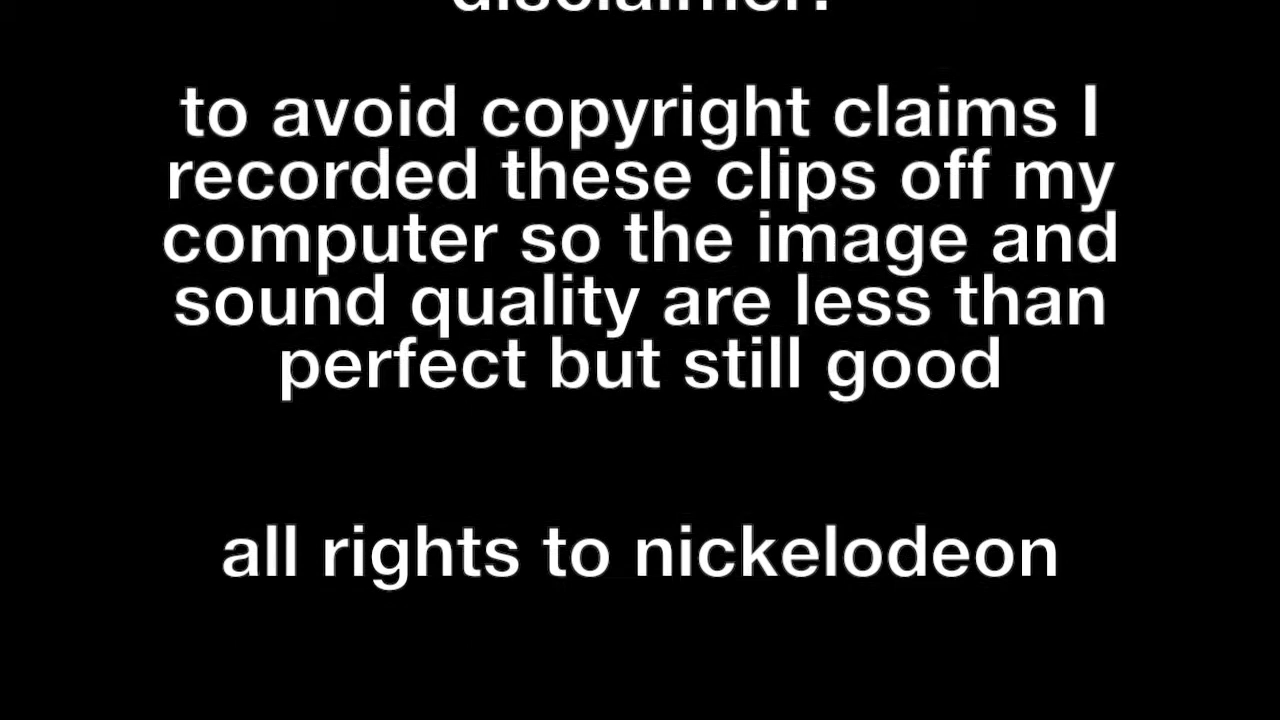 disclaimer:
to avoid copyright claims I
recorded these clips off my
computer so the image and
sound quality are less than
perfect but still good
all rights to nickelodeon